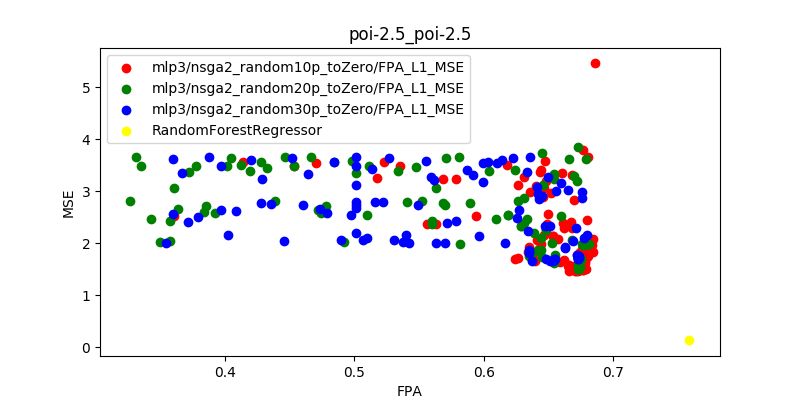 poi-2.5_poi-2.5
mlp3/nsga2_random10p_toZero/FPA_L1_MSE
mlp3/nsga2_random20p_toZero/FPA_L1_MSE
mlp3/nsga2_random30p_toZero/FPA_L1_MSE
RandomForestRegressor
MSE
5
4
3
2
1
0
0.4 0.5 0.6 0.7
FPA